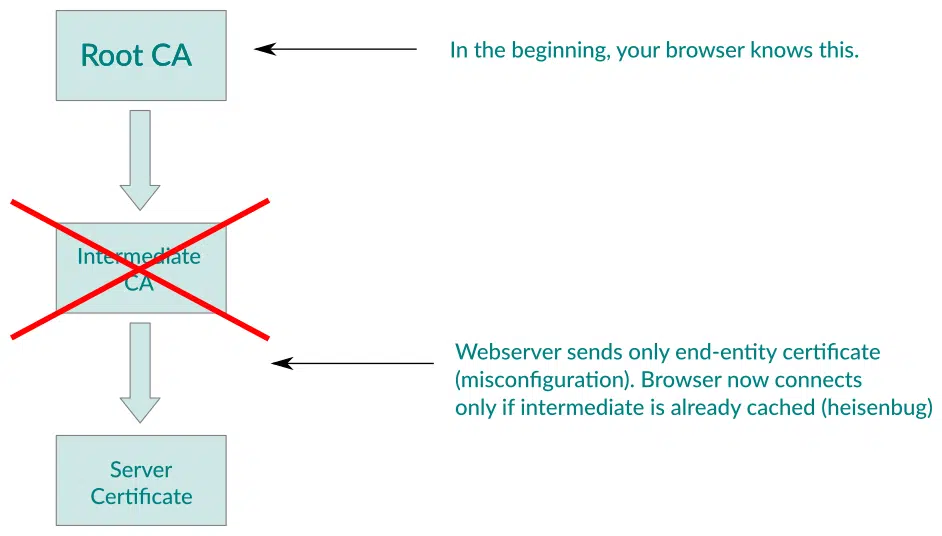 Root CA
In the beginning, your browser knows this.
Intermediate
CA
Webserver sends only end-entity certificate
(misconfiguration). Browser now connects
only if intermediate is already cached (heisenbug)
Server
Certificate